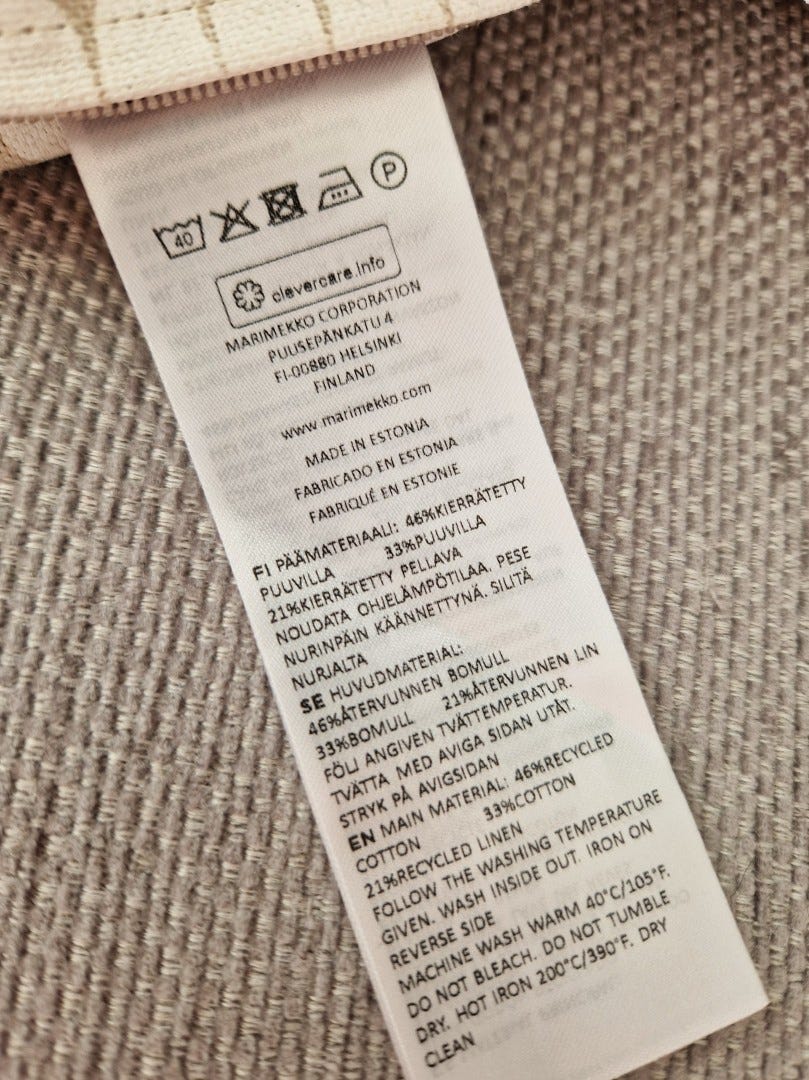 40 P
clevercare.info
MARIMEKKO CORPORATION
PUUSEPÄNKATU 4
FI-00880 HELSINKI
FINLAND
www.marimekko.com
MADE IN ESTONIA
FABRICADO EN ESTONIA
FABRIQUÉ EN ESTONIE
FI PÄÄMATERIAALI: 46%KIERRÄTETTY
PUUVILLA 33%PUUVILLA
21%KIERRÄTETTY PELLAVA
NOUDATA OHJELÄMPÖTILAA. PESE
NURINPÄIN KÄÄNNETTYNÄ. SILITÄ
NURJALTA
SE HUVUDMATERIAL:
46%ÅTERVUNNEN BOMULL
33%BOMULL 21%ÅTERVUNNEN LIN
FÖLJ ANGIVEN TVÄTTEMPERATUR.
TVÄTTA MED AVIGA SIDAN UTÅT.
STRYK PÅ AVIGSIDAN
EN MAIN MATERIAL: 46%RECYCLED
COTTON 33%COTTON
21%RECYCLED LINEN
FOLLOW THE WASHING TEMPERATURE
GIVEN. WASH INSIDE OUT. IRON ON
REVERSE SIDE
MACHINE WASH WARM 40°C/105°F.
DO NOT BLEACH. DO NOT TUMBLE
DRY. HOT IRON 200°C/390°F. DRY
CLEAN